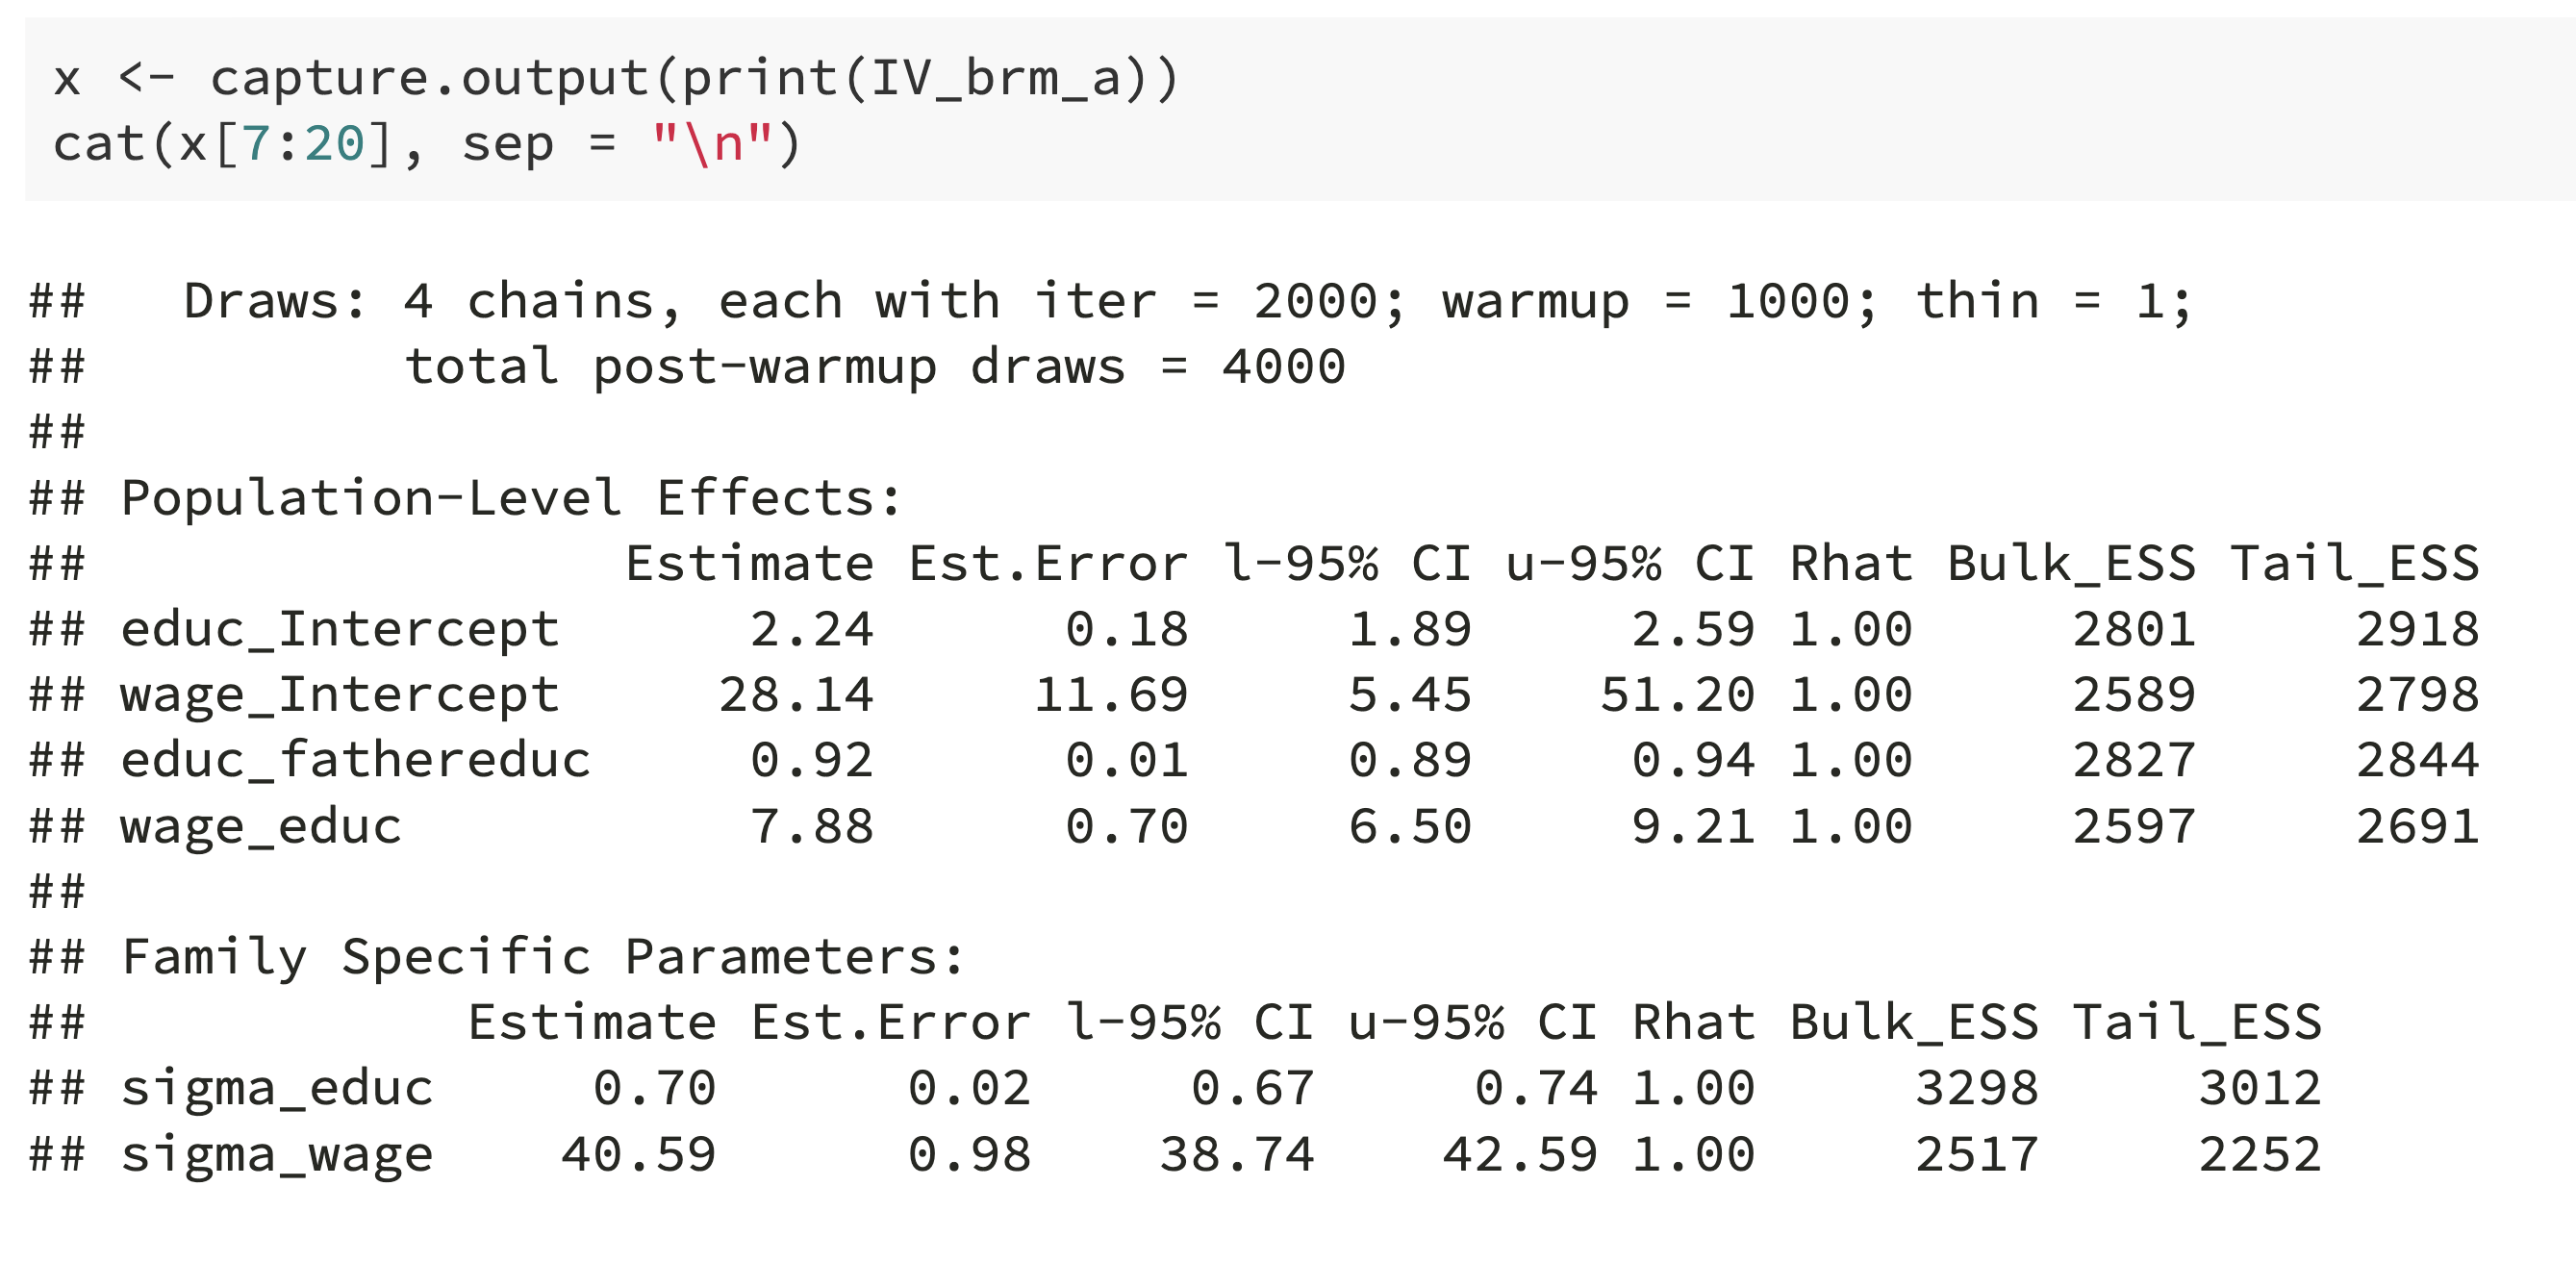 x <- capture.output(print(IV_brm_a))
cat(x[7:20], sep = "\n")
##   Draws: 4 chains, each with iter = 2000; warmup = 1000; thin = 1;
##          total post-warmup draws = 4000
##
## Population-Level Effects:
##                 Estimate Est.Error l-95% CI u-95% CI Rhat Bulk_ESS Tail_ESS
## educ_Intercept      2.24      0.18     1.89     2.59 1.00     2801     2918
## wage_Intercept     28.14     11.69     5.45    51.20 1.00     2589     2798
## educ_fathereduc     0.92      0.01     0.89     0.94 1.00     2827     2844
## wage_educ           7.88      0.70     6.50     9.21 1.00     2597     2691
##
## Family Specific Parameters:
##            Estimate Est.Error l-95% CI u-95% CI Rhat Bulk_ESS Tail_ESS
## sigma_educ     0.70      0.02     0.67     0.74 1.00     3298     3012
## sigma_wage    40.59      0.98    38.74    42.59 1.00     2517     2252